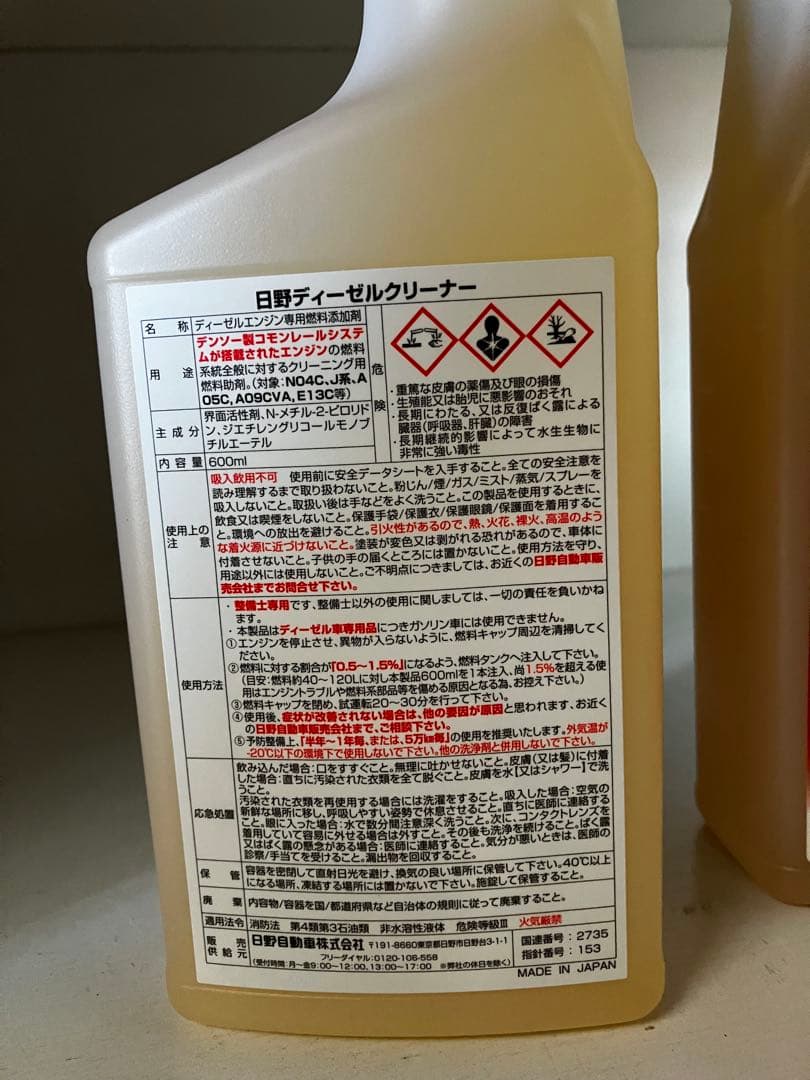 日野ディーゼルクリーナー
名 称 ディーゼルエンジン専用燃料添加剤
用 途 デンソー製コモンレールシステ
ムが搭載されたエンジンの燃料
系統全般に対するクリーニング用
燃料助剤。(対象:N04C、J系、A
05C、A09CVA、E13C等)
主成分 界面活性剤、N-メチル-2-ピロリド
ン、ジエチレングリコールモノブ
チルエーテル
内容量 600ml
危 険
・重篤な皮膚の薬傷及び眼の損傷
・生殖能又は胎児に悪影響のおそれ
・長期にわたる、又は反復ばく露による
臓器(呼吸器、肝臓)の障害
・長期継続的影響によって水生生物に
非常に強い毒性
使用上の
注 意
吸入飲用不可 使用前に安全データシートを入手すること。全ての安全注意を
読み理解するまで取り扱わないこと。粉じん/煙/ガス/ミスト/蒸気/スプレーを
吸入しないこと。取扱い後は手などをよく洗うこと。この製品を使用するときに、
飲食又は喫煙をしないこと。保護手袋/保護衣/保護眼鏡/保護面を着用するこ
と。環境への放出を避けること。引火性があるので、熱、火花、裸火、高温のよう
な着火源に近づけないこと。塗装が変色又は剥がれる恐れがあるので、車体に
付着させないこと。子供の手の届くところには置かないこと。使用方法を守り、
用途以外には使用しないこと。ご不明点につきましては、お近くの日野自動車販
売会社までお問合せ下さい。
使用方法
・整備士専用です、整備士以外の使用に関しましては、一切の責任を負いかね
ます。
・本製品はディーゼル車専用品につきガソリン車には使用できません。
①エンジンを停止させ、異物が入らないように、燃料キャップ周辺を清掃してく
ださい。
②燃料に対する割合が「0.5~1.5%」になるよう、燃料タンクへ注入して下さい。
(目安:燃料約40~120Lに対し本製品600mlを1本注入、尚1.5%を超える使
用はエンジントラブルや燃料系部品等を傷める原因となる為、お控え下さい。)
③燃料キャップを閉め、試運転20~30分を行って下さい。
④使用後、症状が改善されない場合は、他の要因が原因と思われます、お近く
の日野自動車販売会社まで、ご相談下さい。
⑤予防整備上、「半年~1年毎、または、5万km毎」の使用を推奨いたします。外気温が
-20℃以下の環境下で使用しないで下さい。他の洗浄剤と併用しないで下さい。
応急処置
飲み込んだ場合:口をすすぐこと。無理に吐かせないこと。皮膚(又は髪)に付着
した場合:直ちに汚染された衣類を全て脱ぐこと。皮膚を水[又はシャワー]で洗
うこと。
汚染された衣類を再使用する場合には洗濯をすること。吸入した場合:空気の
新鮮な場所に移し、呼吸しやすい姿勢で休息させること。直ちに医師に連絡する
こと。眼に入った場合:水で数分間注意深く洗うこと。次に、コンタクトレンズを
着用していて容易に外せる場合は外すこと。その後も洗浄を続けること。ばく露
又はばく露の懸念がある場合:医師に連絡すること。気分が悪いときは、医師の
診察/手当てを受けること。漏出物を回収すること。
保 管 容器を密閉して直射日光を避け、換気の良い場所に保管して下さい。40℃以上
になる場所、凍結する場所には置かないで下さい。施錠して保管すること。
廃 棄 内容物/容器を国/都道府県など自治体の規則に従って廃棄すること。
適用法令 消防法 第4類第3石油類 非水溶性液体 危険等級Ⅲ 火気厳禁
販 売
供給元
日野自動車株式会社 〒191-8660東京都日野市日野台3-1-1
フリーダイヤル:0120-106-558
(受付時間:月~金9:00~12:00、13:00~17:00 ※弊社の休日を除く)
国連番号:2735
指針番号:153
MADE IN JAPAN